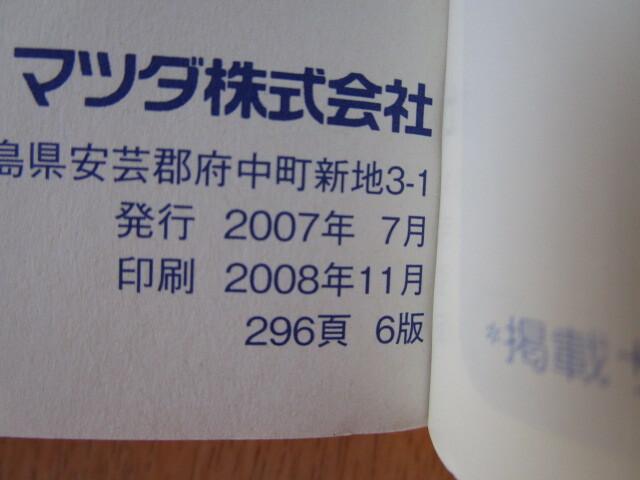 マツダ株式会社
島県安芸郡府中町新地3-1
発行 2007年 7月
印刷 2008年11月
296頁 6版
*掲載